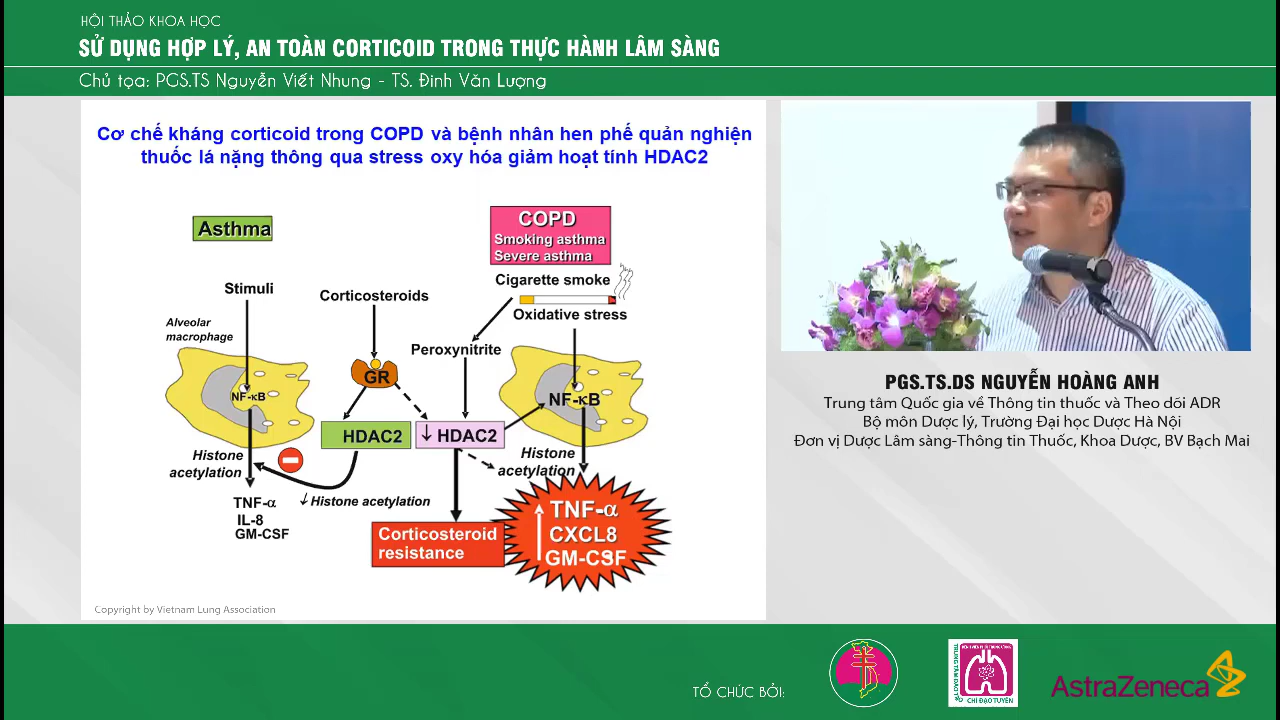 HỘI THẢO KHOA HỌC
SỬ DỤNG HỢP LÝ, AN TOÀN CORTICOID TRONG THỰC HÀNH LÂM SÀNG
Chủ tọa: PGS.TS Nguyễn Viết Nhung - TS. Đinh Văn Lượng
Cơ chế kháng corticoid trong COPD và bệnh nhân hen phế quản nghiện
thuốc lá nặng thông qua stress oxy hóa giảm hoạt tính HDAC2
Asthma
COPD
Smoking asthma
Severe asthma
Stimuli
Corticosteroids
Cigarette smoke
Oxidative stress
Alveolar
macrophage
Peroxynitrite
GR
NF-κB
NF-κB
HDAC2
↓ HDAC2
Histone
acetylation
Histone
acetylation
↓ Histone acetylation
TNF-α
IL-8
GM-CSF
Corticosteroid
resistance
TNF-α
CXCL8
GM-CSF
Copyright by Vietnam Lung Association
PGS.TS.DS NGUYỄN HOÀNG ANH
Trung tâm Quốc gia về Thông tin thuốc và Theo dõi ADR
Bộ môn Dược lý, Trường Đại học Dược Hà Nội
Đơn vị Dược Lâm sàng-Thông tin Thuốc, Khoa Dược, BV Bạch Mai
TỔ CHỨC BỞI:
CHỈ ĐẠO TUYẾN
AstraZeneca